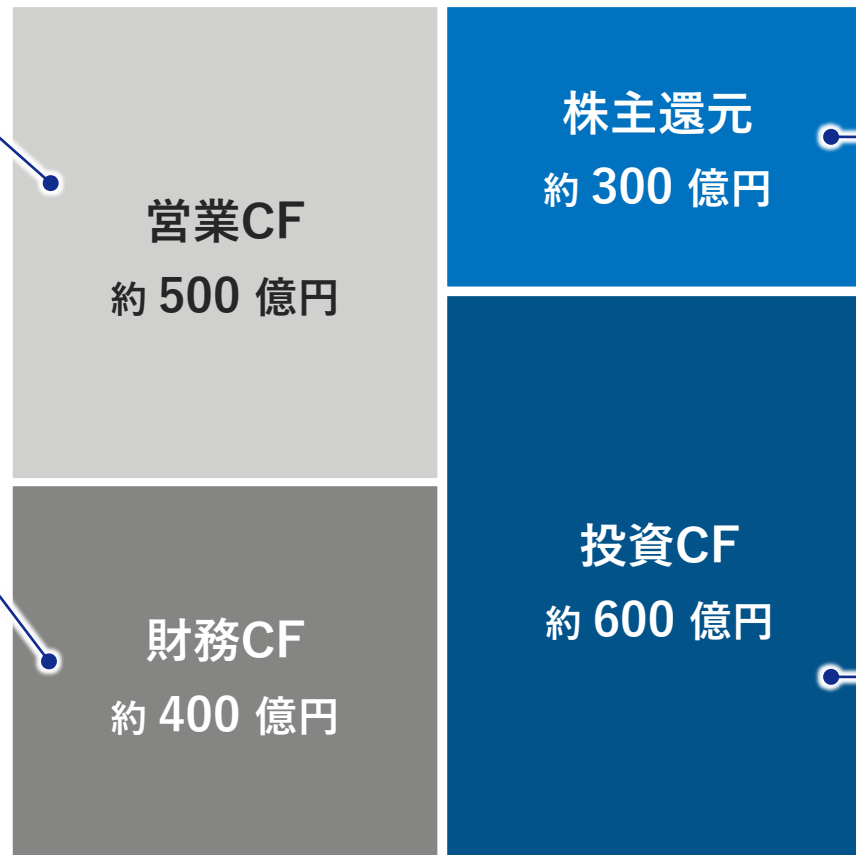 営業CF
約 500 億円
財務CF
約 400 億円
株主還元
約 300 億円
投資CF
約 600 億円